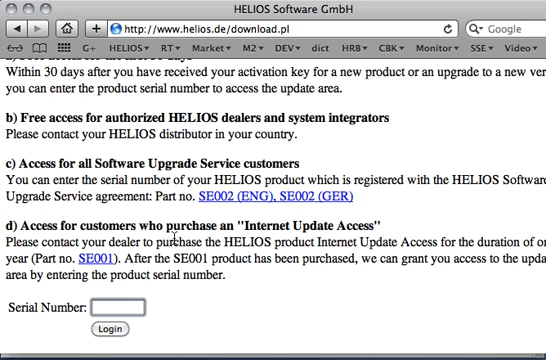 HELIOS Software GmbH
http://www.helios.de/download.pl
Google
G+ HELIOS RT Market M2 DEV dict HRB CBK Monitor SSE Video
Within 30 days after you have received your activation key for a new product or an upgrade to a new ver
you can enter the product serial number to access the update area.
b) Free access for authorized HELIOS dealers and system integrators
Please contact your HELIOS distributor in your country.
c) Access for all Software Upgrade Service customers
You can enter the serial number of your HELIOS product which is registered with the HELIOS Software
Upgrade Service agreement: Part no. SE002 (ENG), SE002 (GER)
d) Access for customers who purchase an "Internet Update Access"
Please contact your dealer to purchase the HELIOS product Internet Update Access for the duration of on
year (Part no. SE001). After the SE001 product has been purchased, we can grant you access to the upda
area by entering the product serial number.
Serial Number:
Login